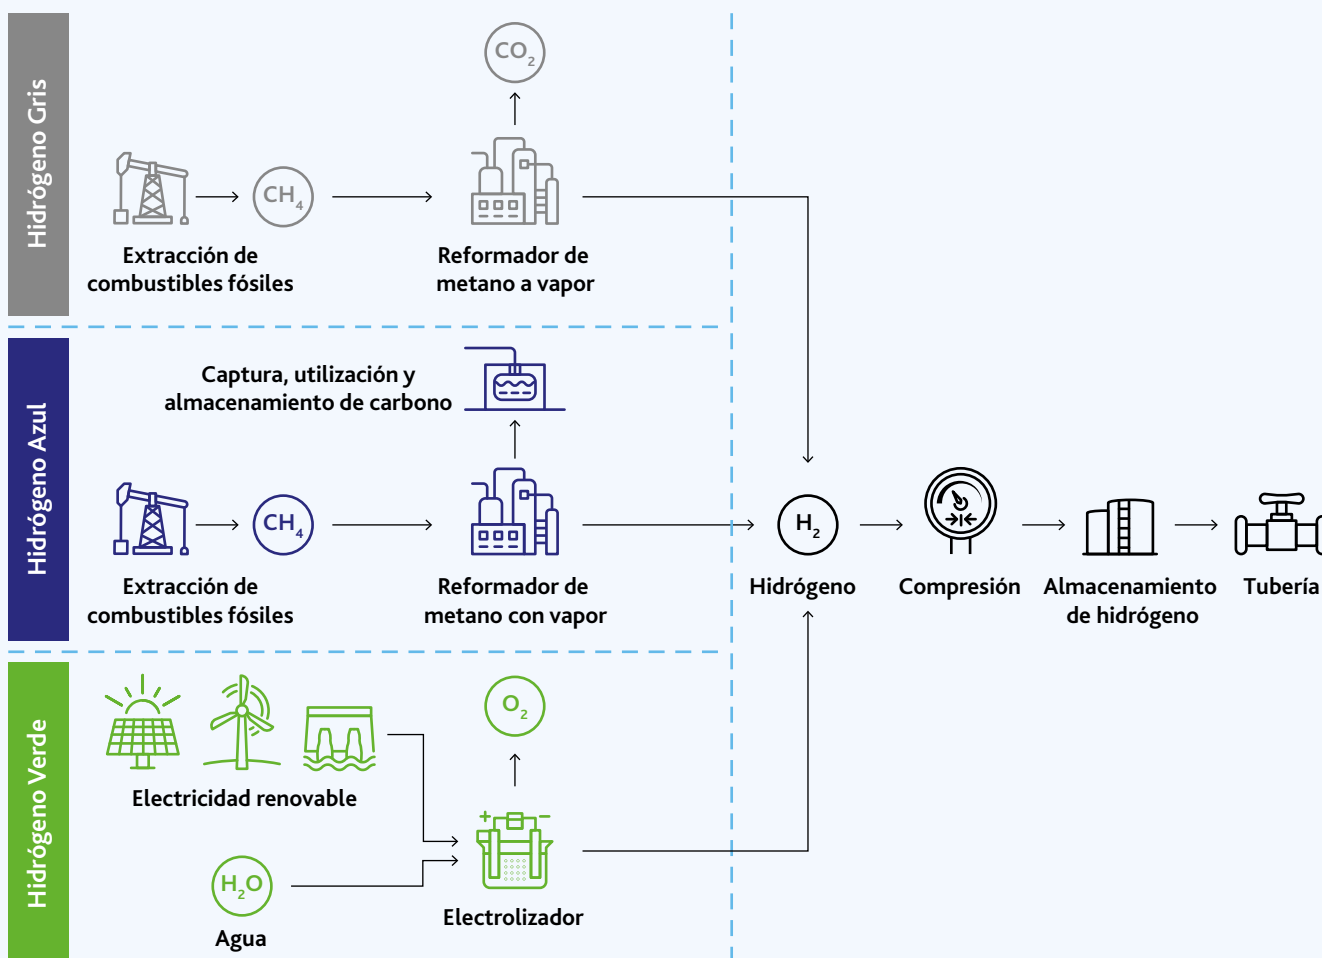 Hidrógeno Gris
CO₂
CH₄
Extracción de
combustibles fósiles
Reformador de
metano a vapor
Hidrógeno Azul
Captura, utilización y
almacenamiento de carbono
CH₄
Extracción de
combustibles fósiles
Reformador de
metano con vapor
H₂
Hidrógeno
Compresión
Almacenamiento
de hidrógeno
Tubería
Hidrógeno Verde
Electricidad renovable
O₂
+ −
H₂O
Agua
Electrolizador